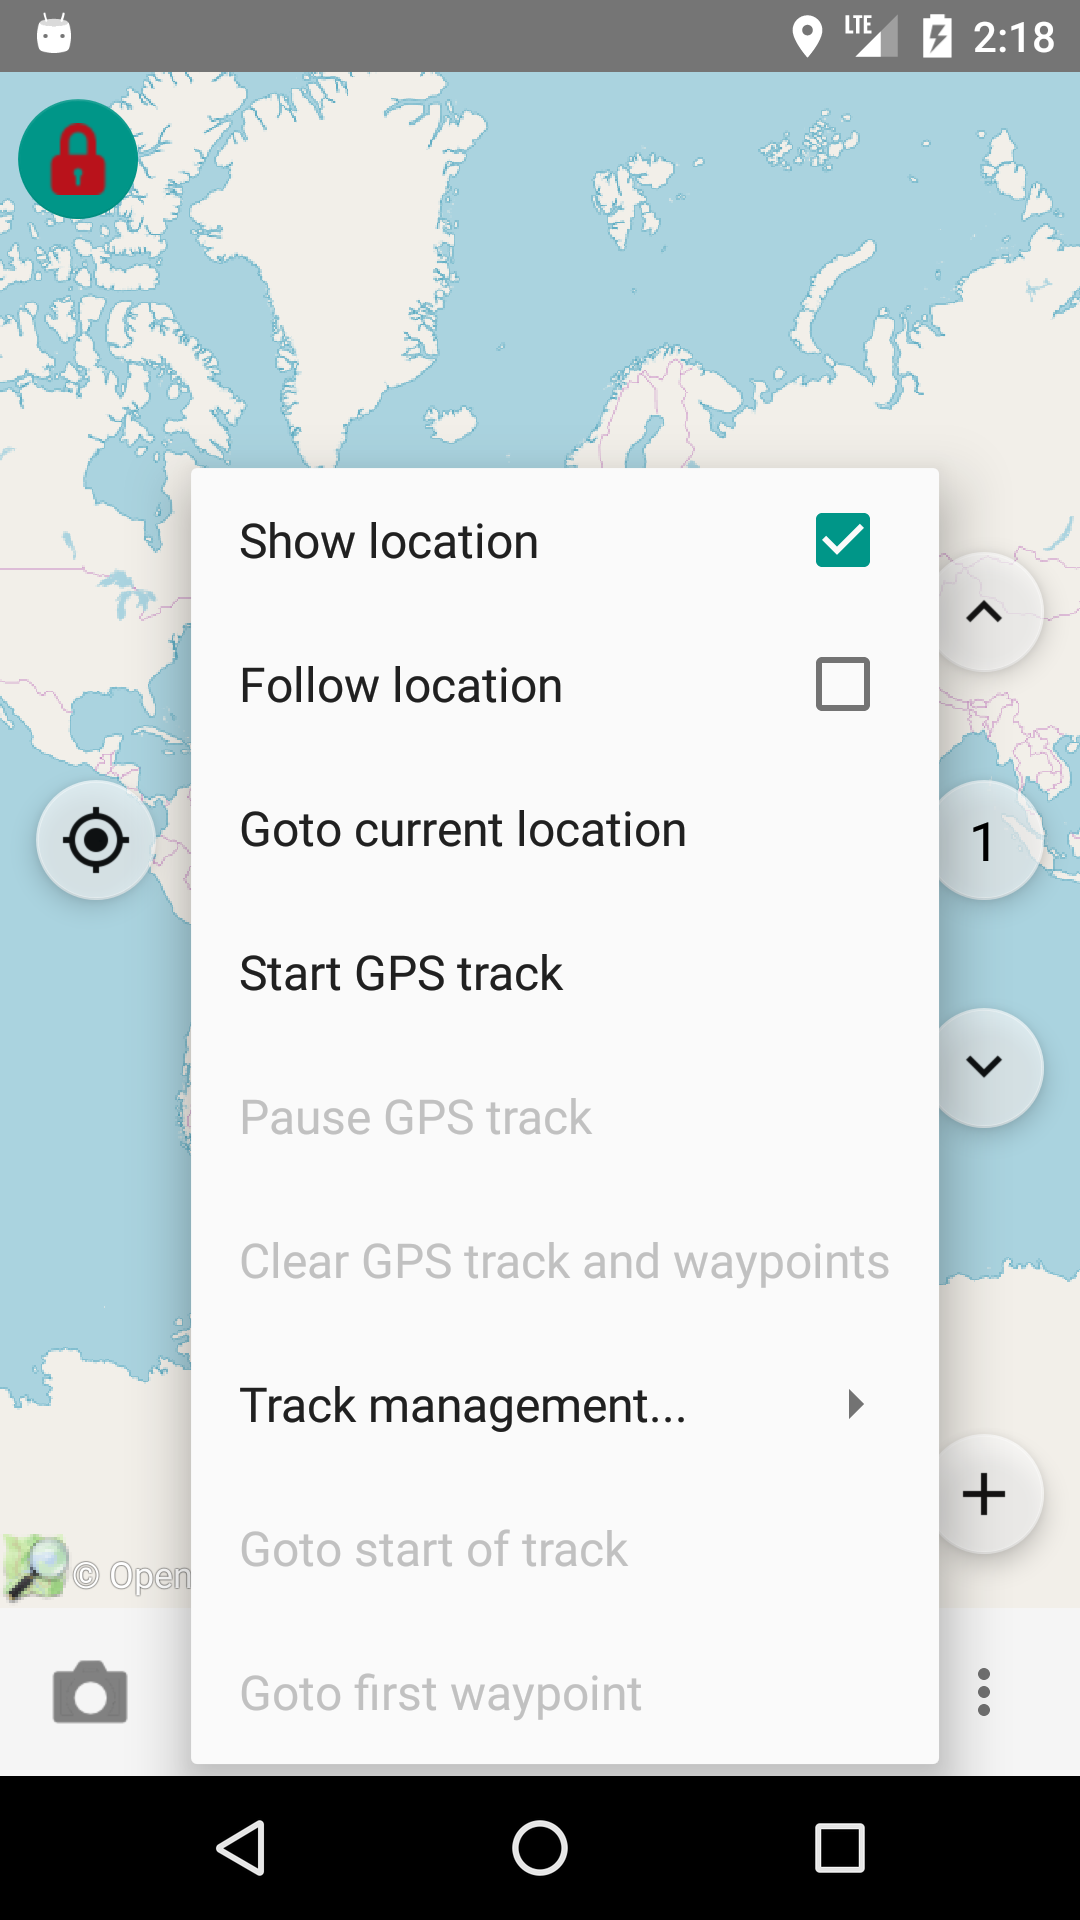 LTE 2:18
Show location
Follow location
Goto current location
1
Start GPS track
Pause GPS track
Clear GPS track and waypoints
Track management...
Goto start of track
© Open
Goto first waypoint